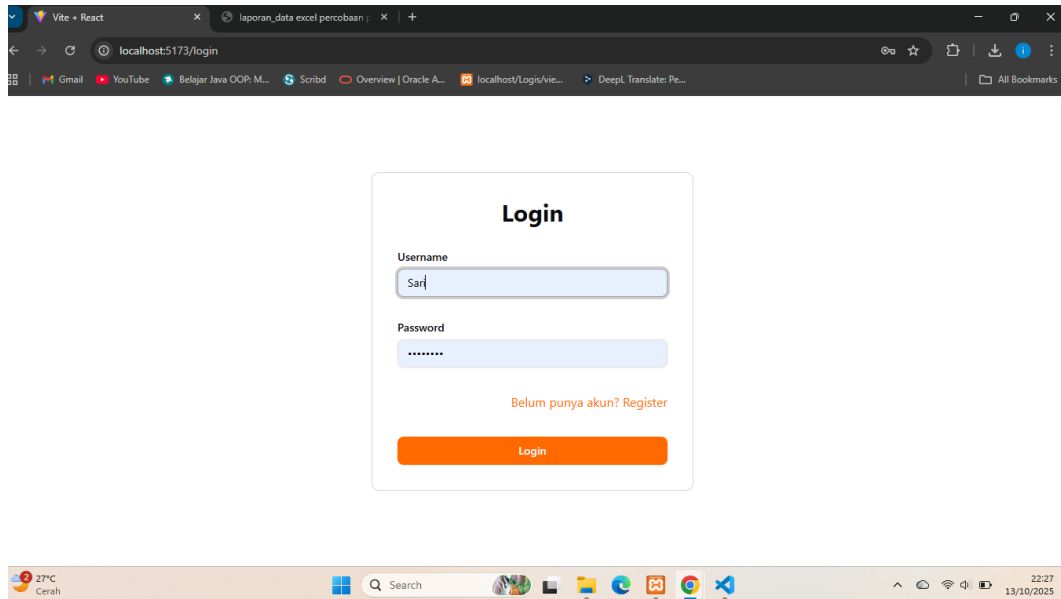 Vite + React
laporan_data excel percobaan p
localhost:5173/login
Gmail
YouTube
Belajar Java OOP: M...
Scribd
Overview | Oracle A...
localhost/Logis/vie...
DeepL Translate: Pe...
All Bookmarks
Login
Username
Sari
Password
••••••••
Belum punya akun? Register
Login
2
27°C
Cerah
Search
22:27
13/10/2025